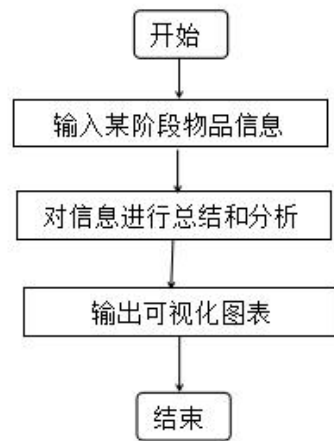 开始
输入某阶段物品信息
对信息进行总结和分析
输出可视化图表
结束